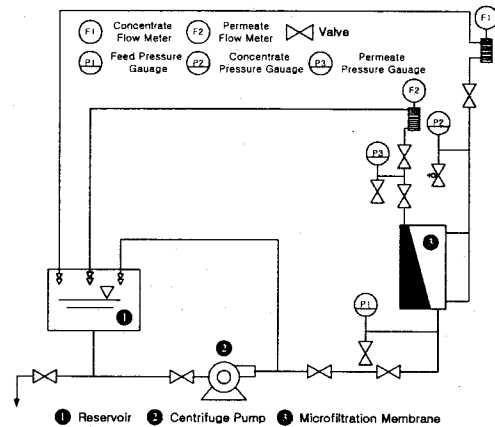 F1 Concentrate Flow Meter
F2 Permeate Flow Meter
Valve
P1 Feed Pressure Gauage
P2 Concentrate Pressure Gauage
P3 Permeate Pressure Gauage
F1
F2
P2
P3
3
P1
1
2
1 Reservoir 2 Centrifuge Pump 3 Microfiltration Membrane